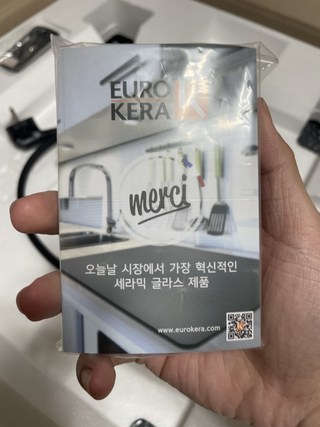 EURO
KERA
merci
오늘날 시장에서 가장 혁신적인
세라믹 글라스 제품
www.eurokera.com